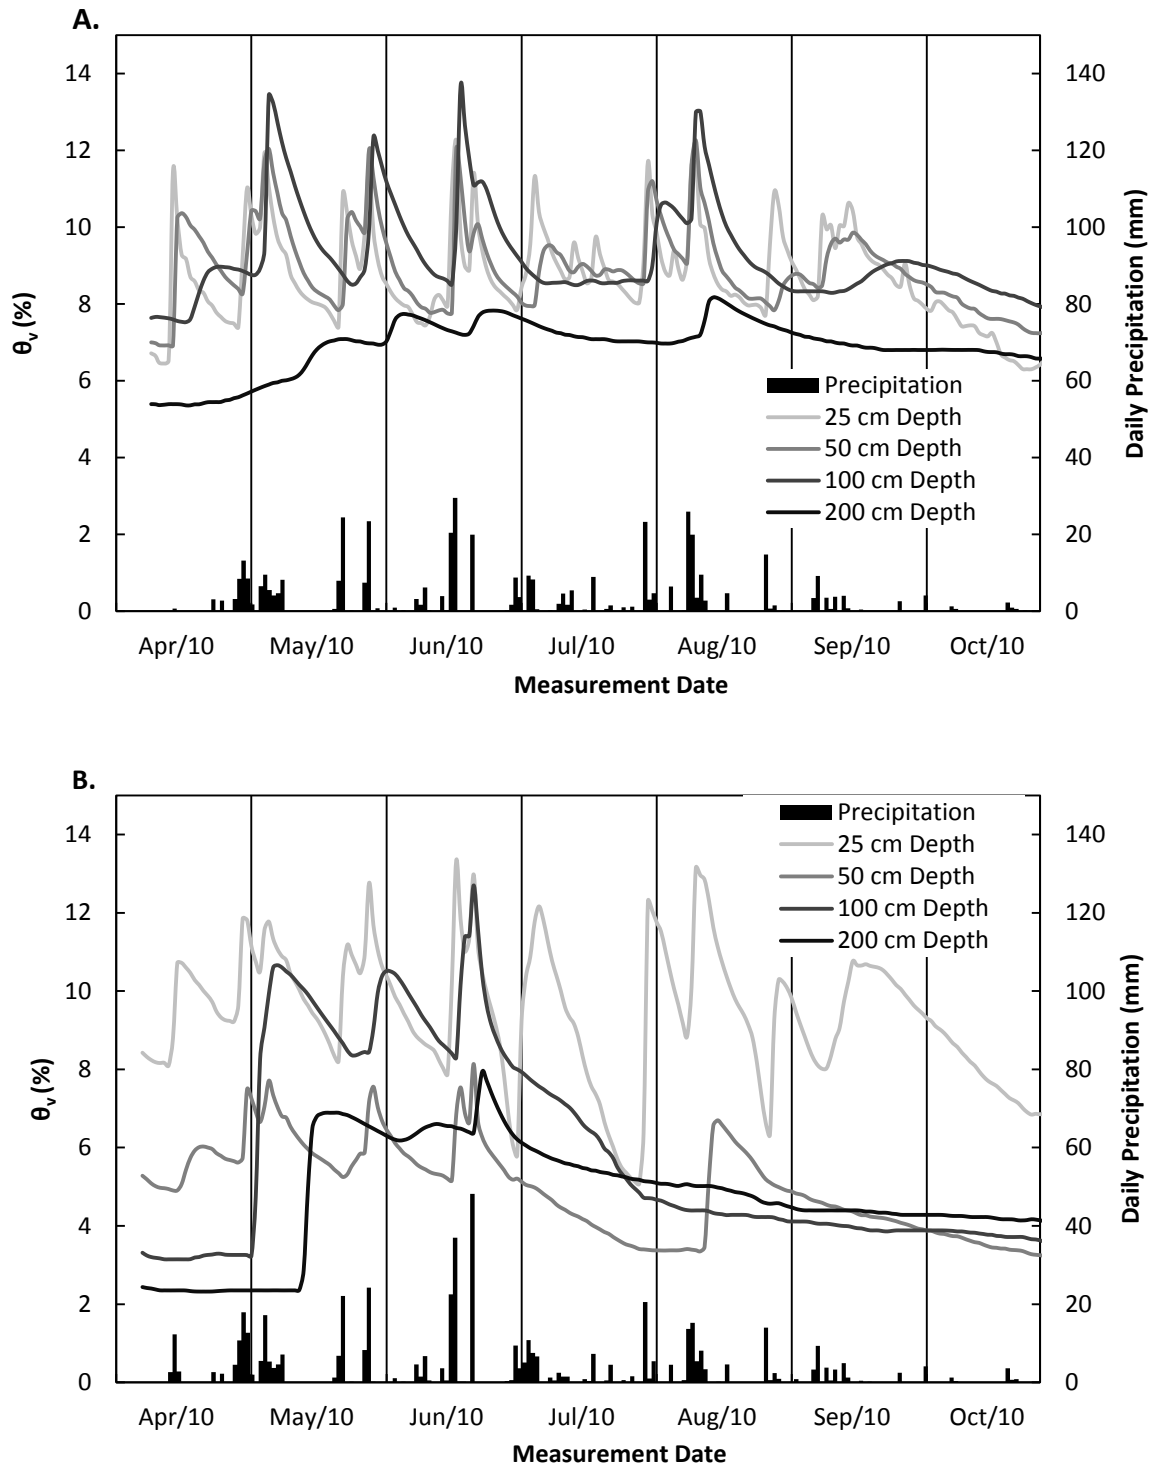 A.
14
12
10
8
6
4
2
0
θv (%)
140
120
100
80
60
40
20
0
Daily Precipitation (mm)
Precipitation
25 cm Depth
50 cm Depth
100 cm Depth
200 cm Depth
Apr/10 May/10 Jun/10 Jul/10 Aug/10 Sep/10 Oct/10
Measurement Date
B.
14
12
10
8
6
4
2
0
θv (%)
140
120
100
80
60
40
20
0
Daily Precipitation (mm)
Precipitation
25 cm Depth
50 cm Depth
100 cm Depth
200 cm Depth
Apr/10 May/10 Jun/10 Jul/10 Aug/10 Sep/10 Oct/10
Measurement Date